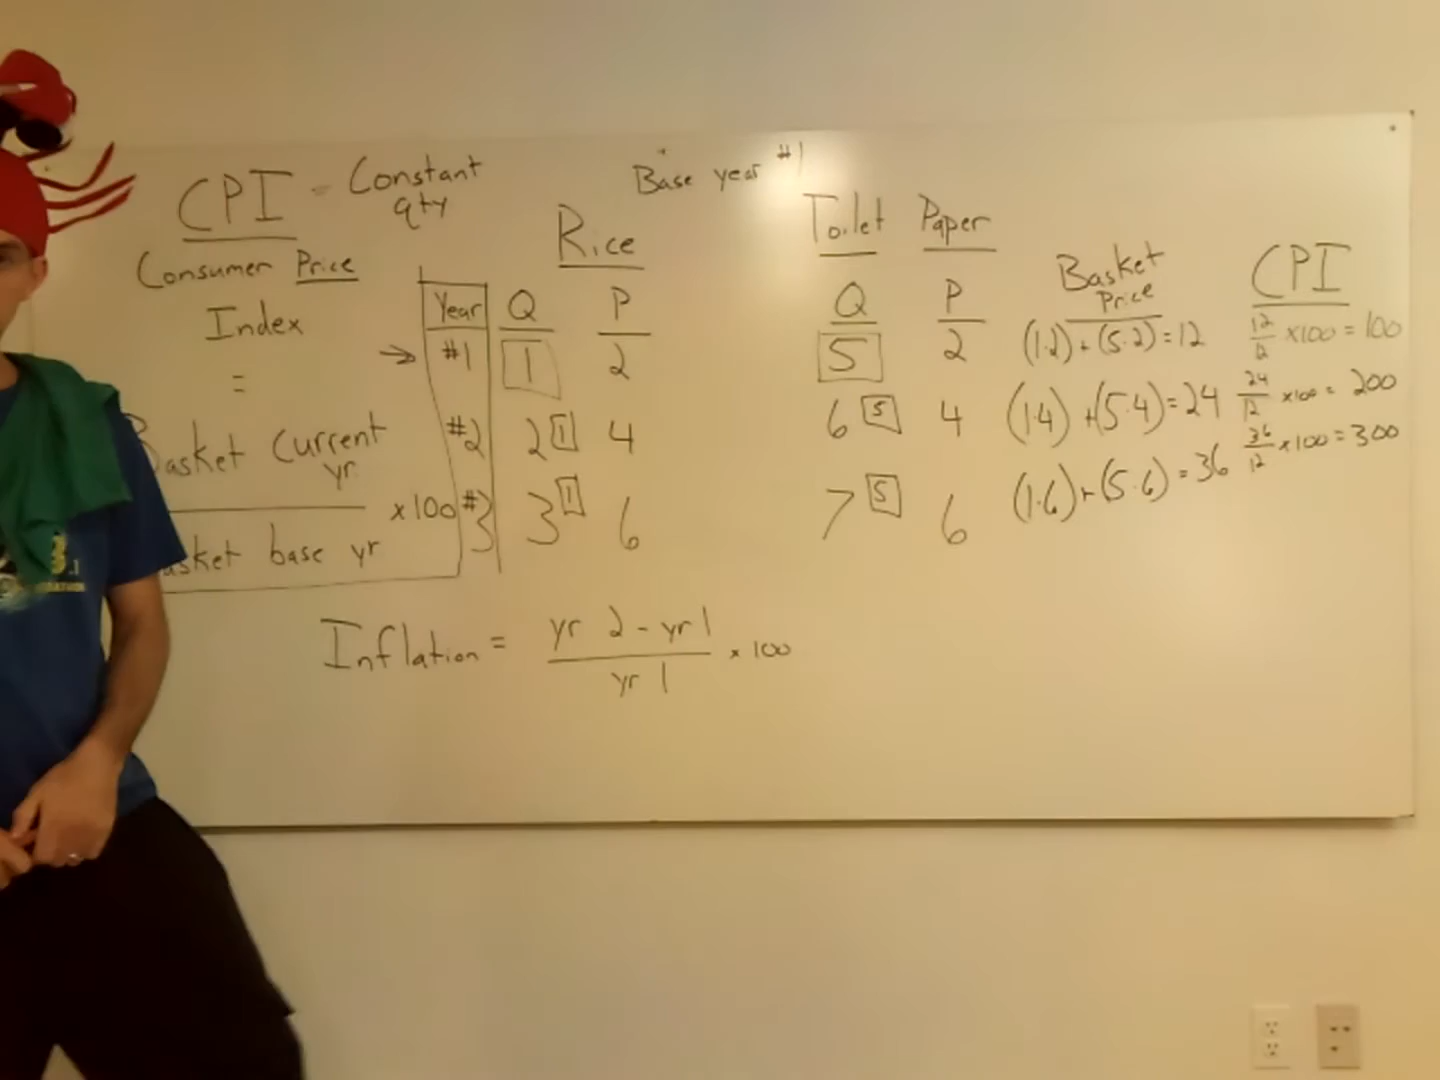 CPI = Constant qty
Base year #1
Consumer Price
Index
=
Basket Current yr.
x100
basket base yr
Rice
Toilet Paper
Year Q P Q P Basket Price CPI
#1 1 2 5 2 (1·2)+(5·2)=12 12/12 x100 = 100
#2 2 1 4 6 5 4 (1·4)+(5·4)=24 24/12 x100 = 200
#3 3 1 6 7 5 6 (1·6)+(5·6)=36 36/12 x100 = 300
Inflation = yr 2 - yr 1
yr 1
x 100